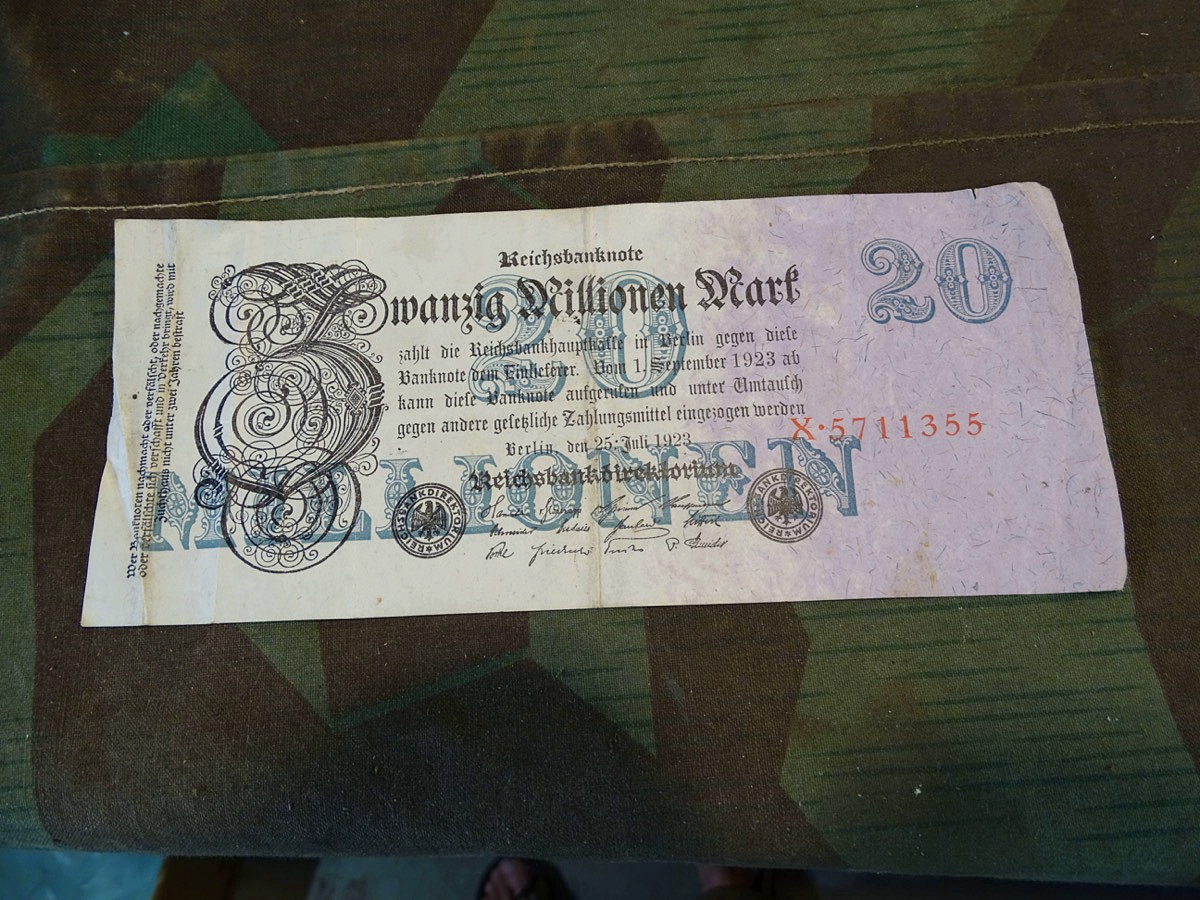 Reichsbanknote
Zwanzig Millionen Mark
20
20
zahlt die Reichsbankhauptkasse in Berlin gegen diese
Banknote dem Einlieferer. Vom 1. September 1923 ab
kann diese Banknote aufgerufen und unter Umtausch
gegen andere gesetzliche Zahlungsmittel eingezogen werden
X·5711355
Berlin, den 25. Juli 1923
Reichsbankdirektorium
MILLIONEN
REICHSBANKDIREKTORIUM
REICHSBANKDIREKTORIUM
Wer Banknoten nachmacht oder verfälscht, oder nachgemachte
oder verfälschte sich verschafft und in Verkehr bringt, wird mit
Zuchthaus nicht unter zwei Jahren bestraft